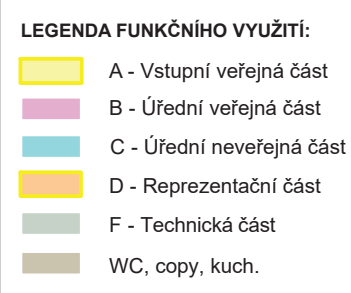 LEGENDA FUNKČNÍHO VYUŽITÍ:
A - Vstupní veřejná část
B - Úřední veřejná část
C - Úřední neveřejná část
D - Reprezentační část
F - Technická část
WC, copy, kuch.